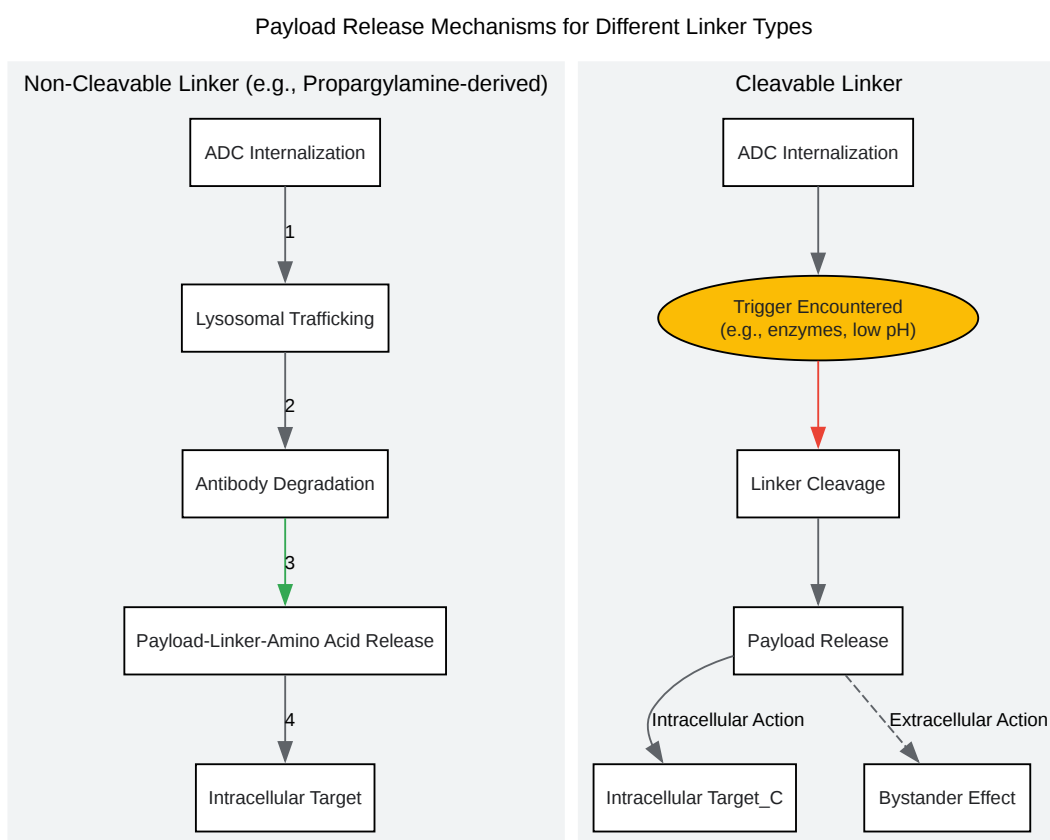 Payload Release Mechanisms for Different Linker Types
Non-Cleavable Linker (e.g., Propargylamine-derived)
ADC Internalization
1
Lysosomal Trafficking
2
Antibody Degradation
3
Payload-Linker-Amino Acid Release
4
Intracellular Target
Cleavable Linker
ADC Internalization
Trigger Encountered
(e.g., enzymes, low pH)
Linker Cleavage
Payload Release
Intracellular Action
Extracellular Action
Intracellular Target_C
Bystander Effect